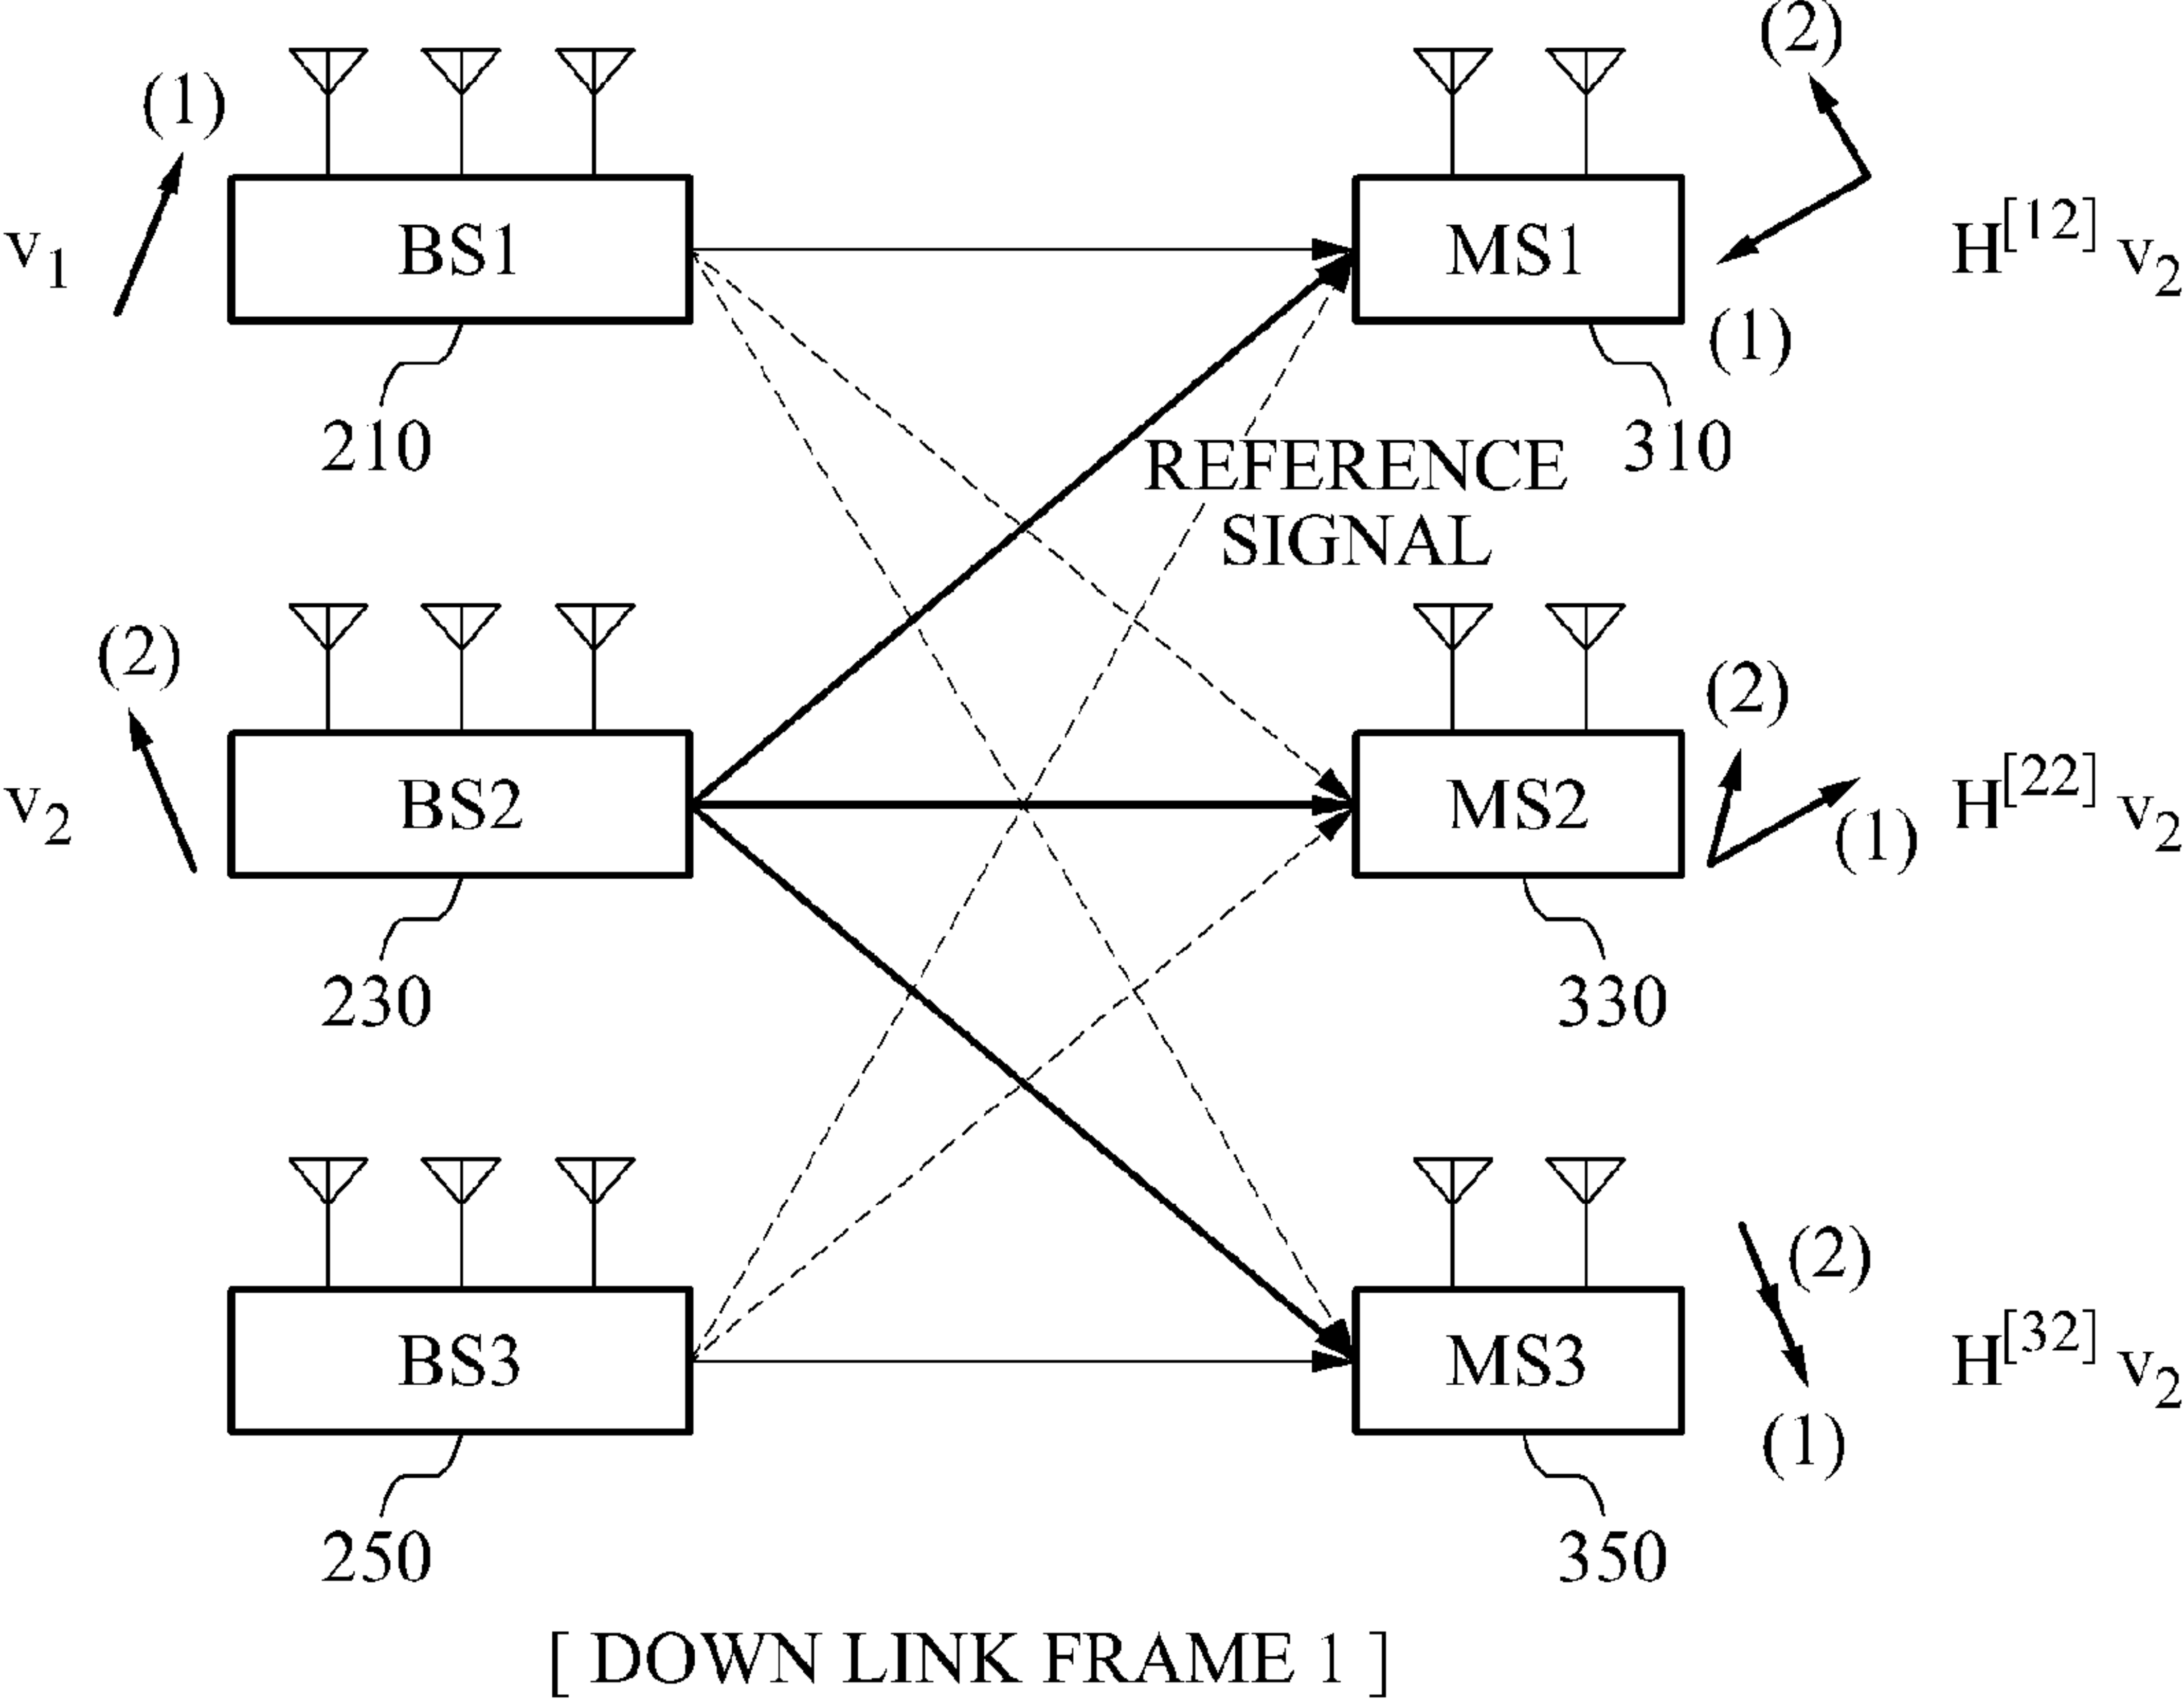 (2)
(1)
v1
BS1
MS1
H[12] v2
(1)
210
310
REFERENCE
SIGNAL
(2)
(2)
v2
BS2
MS2
H[22] v2
(1)
230
330
(2)
BS3
MS3
H[32] v2
(1)
250
350
[ DOWN LINK FRAME 1 ]